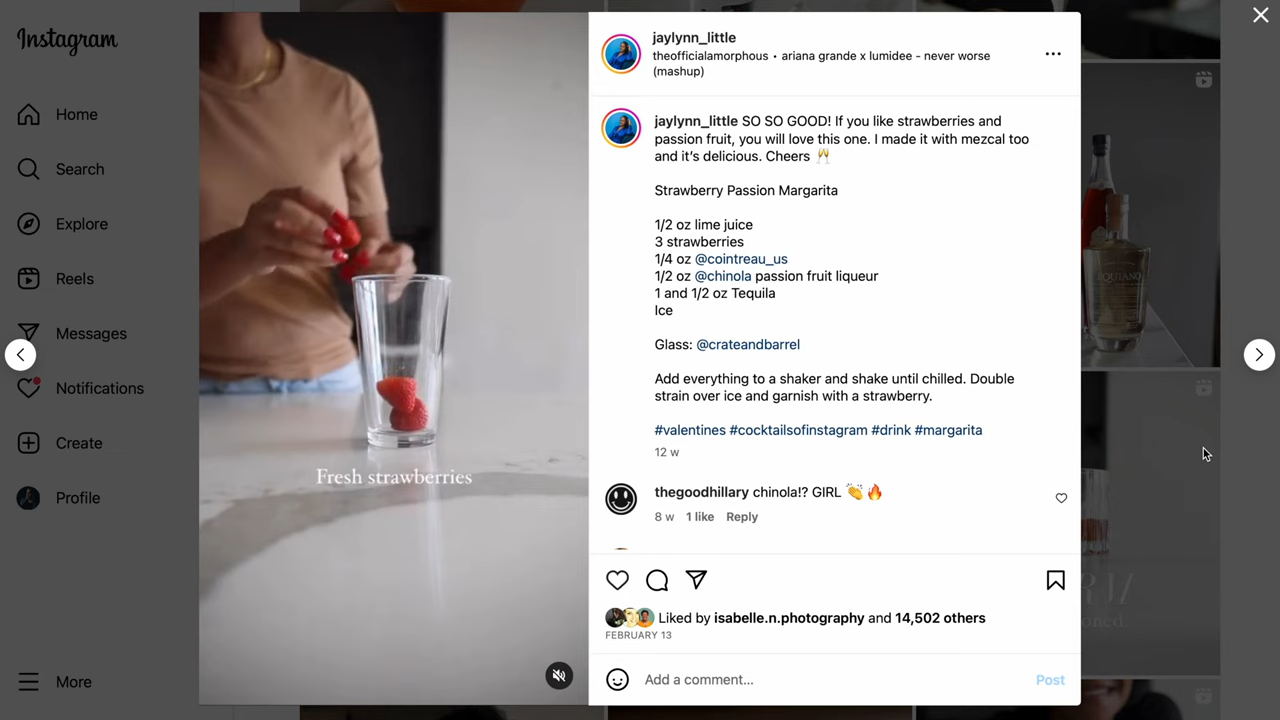 Instagram
Home
Search
Explore
Reels
Messages
Notifications
Create
Profile
More
Fresh strawberries
jaylynn_little
theofficialamorphous • ariana grande x lumidee - never worse
(mashup)
jaylynn_little SO SO GOOD! If you like strawberries and
passion fruit, you will love this one. I made it with mezcal too
and it's delicious. Cheers 🥂
Strawberry Passion Margarita
1/2 oz lime juice
3 strawberries
1/4 oz @cointreau_us
1/2 oz @chinola passion fruit liqueur
1 and 1/2 oz Tequila
Ice
Glass: @crateandbarrel
Add everything to a shaker and shake until chilled. Double
strain over ice and garnish with a strawberry.
#valentines #cocktailsofinstagram #drink #margarita
12 w
thegoodhillary chinola!? GIRL 👏🔥
8 w 1 like Reply
Liked by isabelle.n.photography and 14,502 others
FEBRUARY 13
Add a comment...
Post